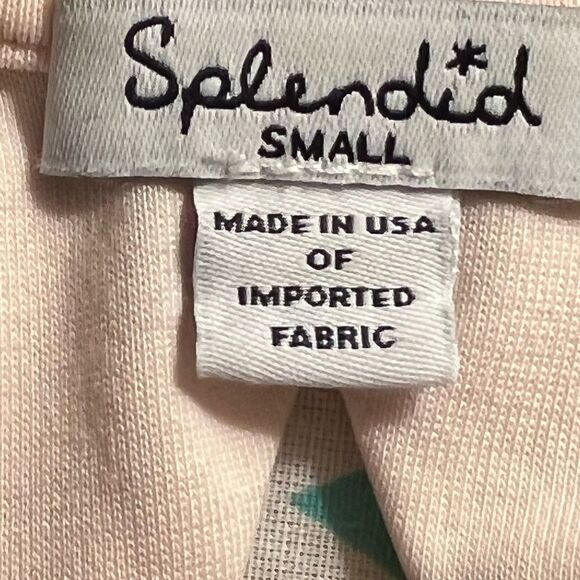 Splendid
SMALL
MADE IN USA
OF
IMPORTED
FABRIC